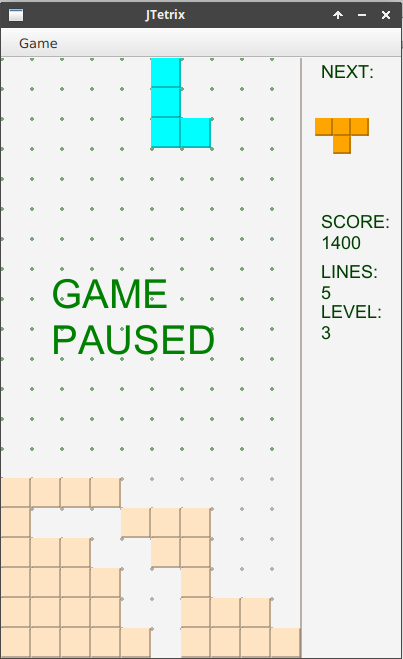 JTetrix
Game
NEXT:
SCORE:
1400
LINES:
5
LEVEL:
3
GAME
PAUSED